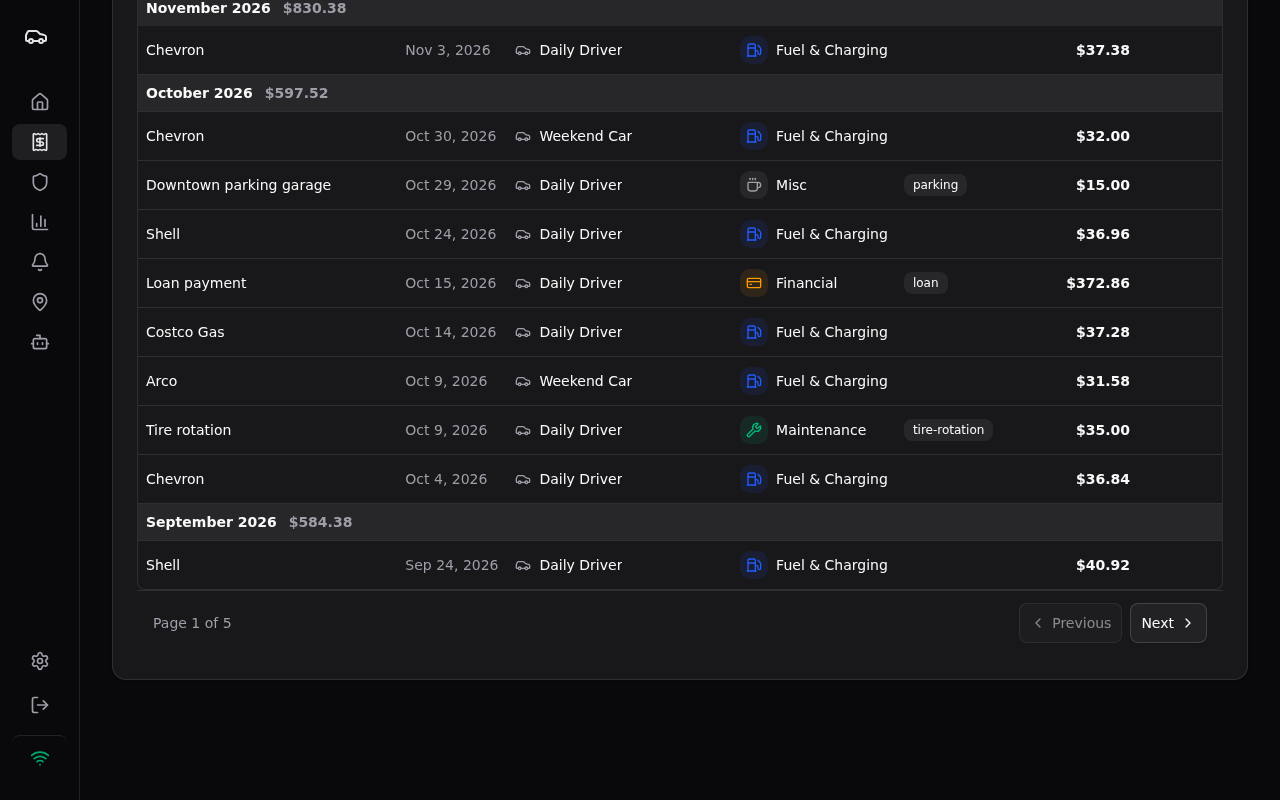 November 2026 $830.38
Chevron Nov 3, 2026 Daily Driver Fuel & Charging $37.38
October 2026 $597.52
Chevron Oct 30, 2026 Weekend Car Fuel & Charging $32.00
Downtown parking garage Oct 29, 2026 Daily Driver Misc parking $15.00
Shell Oct 24, 2026 Daily Driver Fuel & Charging $36.96
Loan payment Oct 15, 2026 Daily Driver Financial loan $372.86
Costco Gas Oct 14, 2026 Daily Driver Fuel & Charging $37.28
Arco Oct 9, 2026 Weekend Car Fuel & Charging $31.58
Tire rotation Oct 9, 2026 Daily Driver Maintenance tire-rotation $35.00
Chevron Oct 4, 2026 Daily Driver Fuel & Charging $36.84
September 2026 $584.38
Shell Sep 24, 2026 Daily Driver Fuel & Charging $40.92
Page 1 of 5 Previous Next